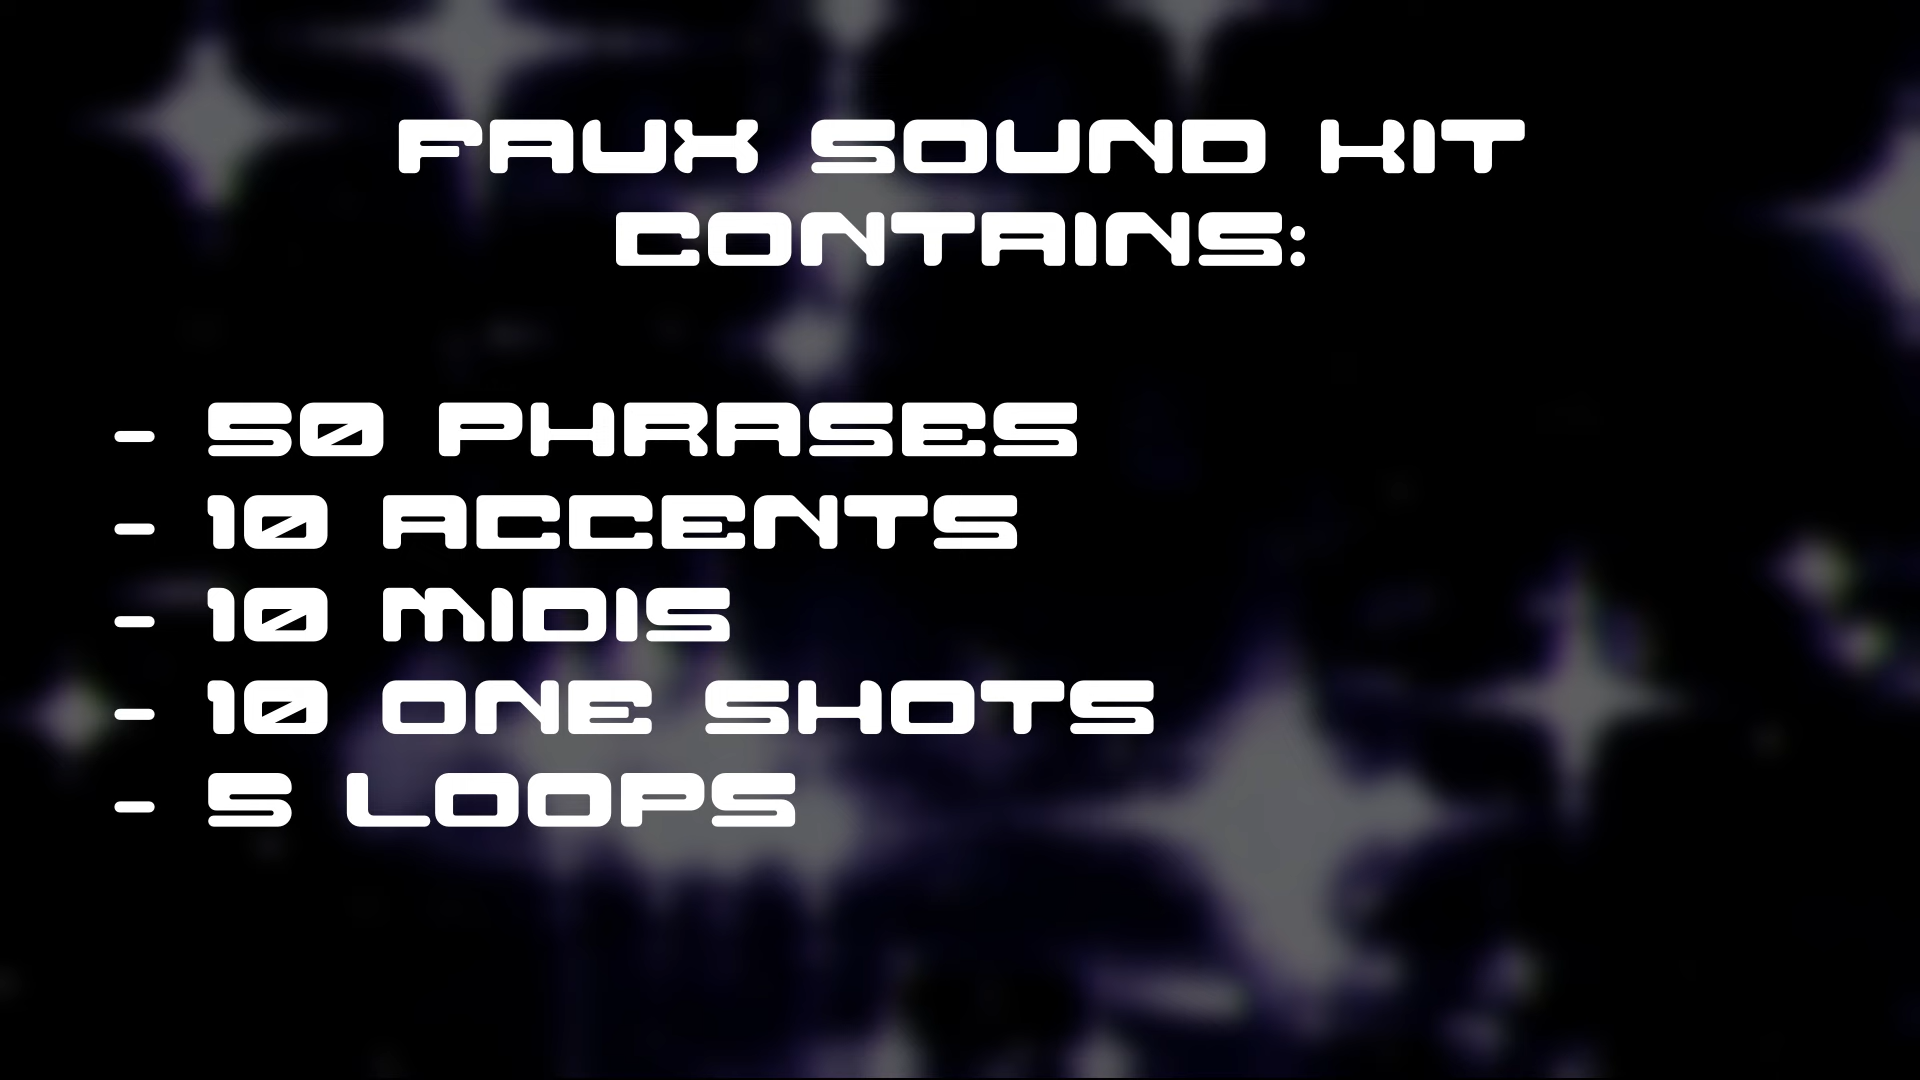 FAUX SOUND KIT
CONTAINS:
- 50 PHRASES
- 10 ACCENTS
- 10 MIDIS
- 10 ONE SHOTS
- 5 LOOPS